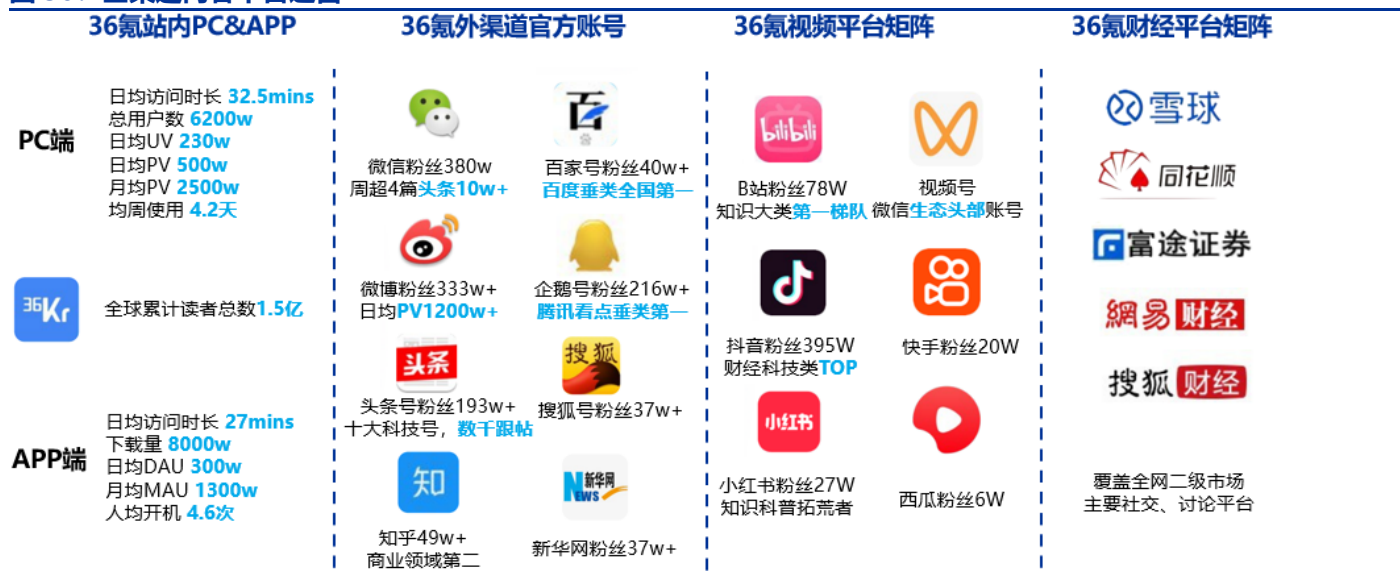 36氪站内PC&APP
36氪外渠道官方账号
36氪视频平台矩阵
36氪财经平台矩阵
PC端
日均访问时长 32.5mins
总用户数 6200w
日均UV 230w
日均PV 500w
月均PV 2500w
均周使用 4.2天
36Kr
全球累计读者总数1.5亿
APP端
日均访问时长 27mins
下载量 8000w
日均DAU 300w
月均MAU 1300w
人均开机 4.6次
微信粉丝380w
周超4篇头条10w+
百
百家号粉丝40w+
百度垂类全国第一
微博粉丝333w+
日均PV1200w+
企鹅号粉丝216w+
腾讯看点垂类第一
头条
头条号粉丝193w+
十大科技号，数千跟帖
搜狐
搜狐号粉丝37w+
知
知乎49w+
商业领域第二
新华网
NEWS
新华网粉丝37w+
bilibili
B站粉丝78W
知识大类第一梯队
视频号
微信生态头部账号
抖音粉丝395W
财经科技类TOP
快手粉丝20W
小红书
小红书粉丝27W
知识科普拓荒者
西瓜粉丝6W
雪球
同花顺
富途证券
網易财经
搜狐财经
覆盖全网二级市场
主要社交、讨论平台